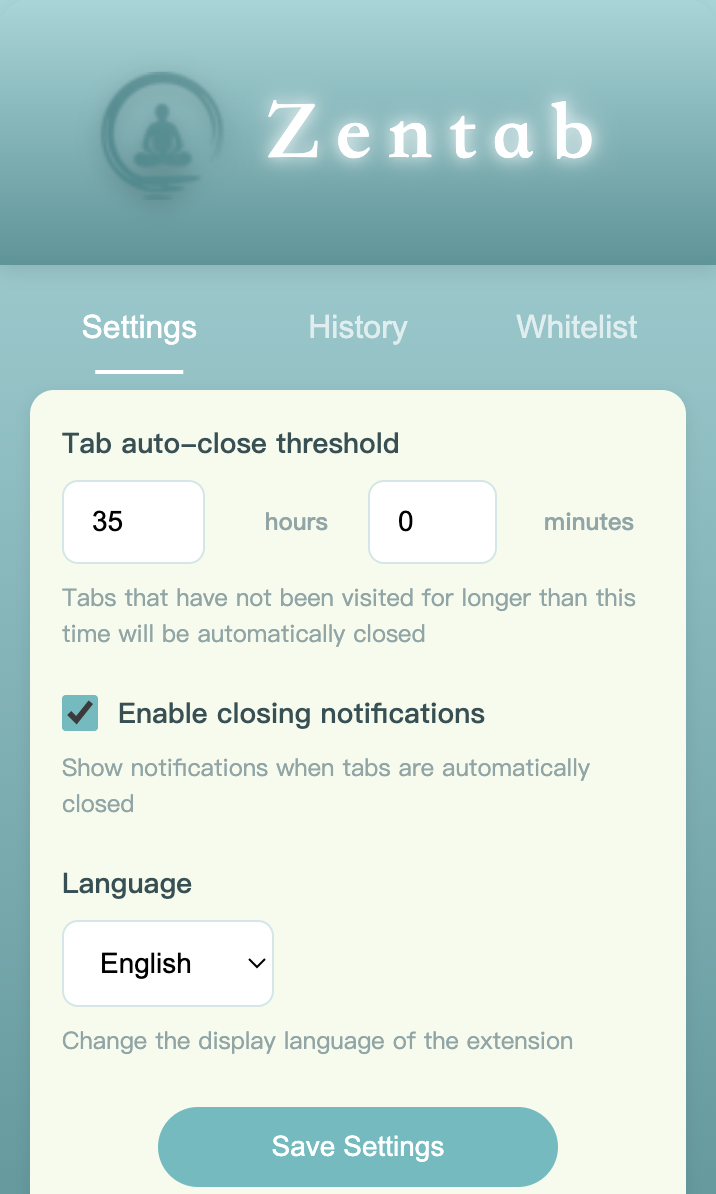 Zentab
Settings History Whitelist
Tab auto-close threshold
35 hours 0 minutes
Tabs that have not been visited for longer than this
time will be automatically closed
Enable closing notifications
Show notifications when tabs are automatically
closed
Language
English
Change the display language of the extension
Save Settings